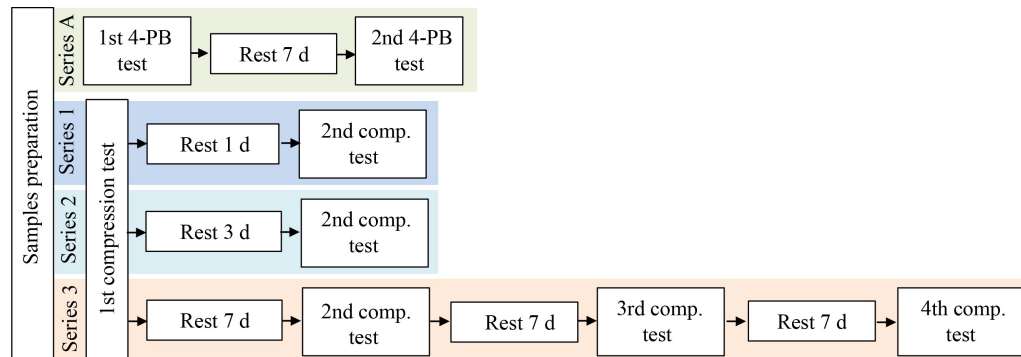 Samples preparation
Series A
1st 4-PB
test
Rest 7 d
2nd 4-PB
test
1st compression test
Series 1
Rest 1 d
2nd comp.
test
Series 2
Rest 3 d
2nd comp.
test
Series 3
Rest 7 d
2nd comp.
test
Rest 7 d
3rd comp.
test
Rest 7 d
4th comp.
test